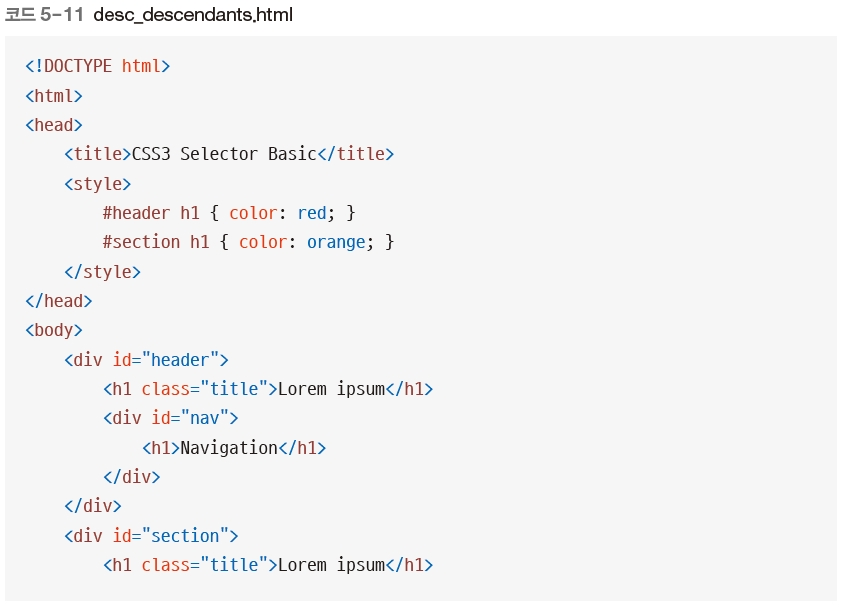 코드 5-11 desc_descendants.html
<!DOCTYPE html>
<html>
<head>
    <title>CSS3 Selector Basic</title>
    <style>
        #header h1 { color: red; }
        #section h1 { color: orange; }
    </style>
</head>
<body>
    <div id="header">
        <h1 class="title">Lorem ipsum</h1>
        <div id="nav">
            <h1>Navigation</h1>
        </div>
    </div>
    <div id="section">
        <h1 class="title">Lorem ipsum</h1>